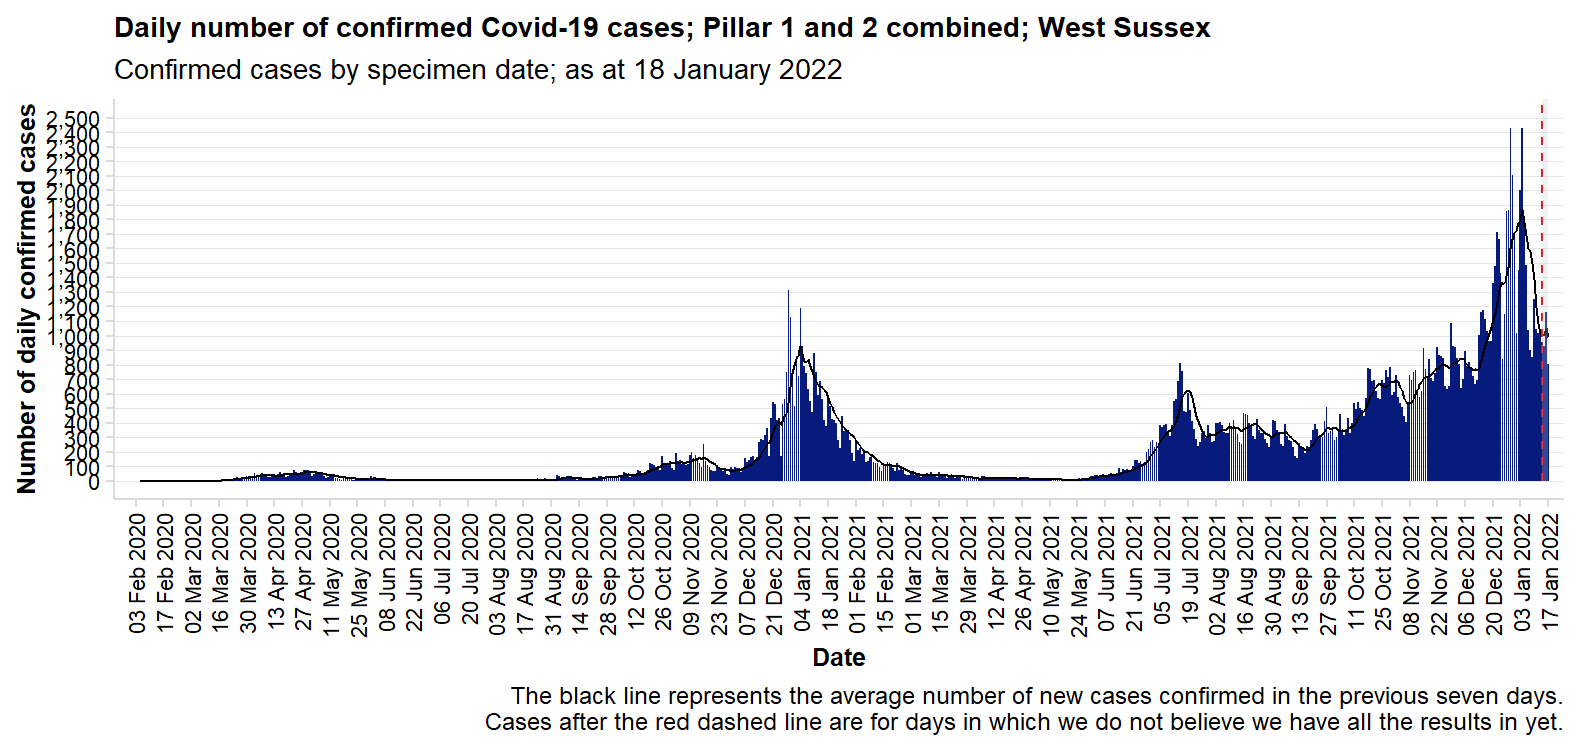 Daily number of confirmed Covid-19 cases; Pillar 1 and 2 combined; West Sussex
Confirmed cases by specimen date; as at 18 January 2022
Number of daily confirmed cases
2,500
2,400
2,300
2,200
2,100
2,000
1,900
1,800
1,700
1,600
1,500
1,400
1,300
1,200
1,100
1,000
900
800
700
600
500
400
300
200
100
0
03 Feb 2020
17 Feb 2020
02 Mar 2020
16 Mar 2020
30 Mar 2020
13 Apr 2020
27 Apr 2020
11 May 2020
25 May 2020
08 Jun 2020
22 Jun 2020
06 Jul 2020
20 Jul 2020
03 Aug 2020
17 Aug 2020
31 Aug 2020
14 Sep 2020
28 Sep 2020
12 Oct 2020
26 Oct 2020
09 Nov 2020
23 Nov 2020
07 Dec 2020
21 Dec 2020
04 Jan 2021
18 Jan 2021
01 Feb 2021
15 Feb 2021
01 Mar 2021
15 Mar 2021
29 Mar 2021
12 Apr 2021
26 Apr 2021
10 May 2021
24 May 2021
07 Jun 2021
21 Jun 2021
05 Jul 2021
19 Jul 2021
02 Aug 2021
16 Aug 2021
30 Aug 2021
13 Sep 2021
27 Sep 2021
11 Oct 2021
25 Oct 2021
08 Nov 2021
22 Nov 2021
06 Dec 2021
20 Dec 2021
03 Jan 2022
17 Jan 2022
Date
The black line represents the average number of new cases confirmed in the previous seven days.
Cases after the red dashed line are for days in which we do not believe we have all the results in yet.